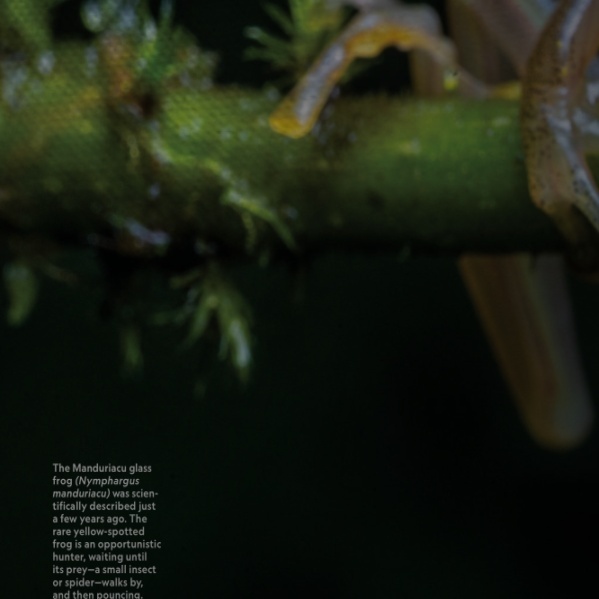 The Manduriacu glass
frog (Nymphargus
manduriacu) was scien-
tifically described just
a few years ago. The
rare yellow-spotted
frog is an opportunistic
hunter, waiting until
its prey—a small insect
or spider—walks by,
and then pouncing.